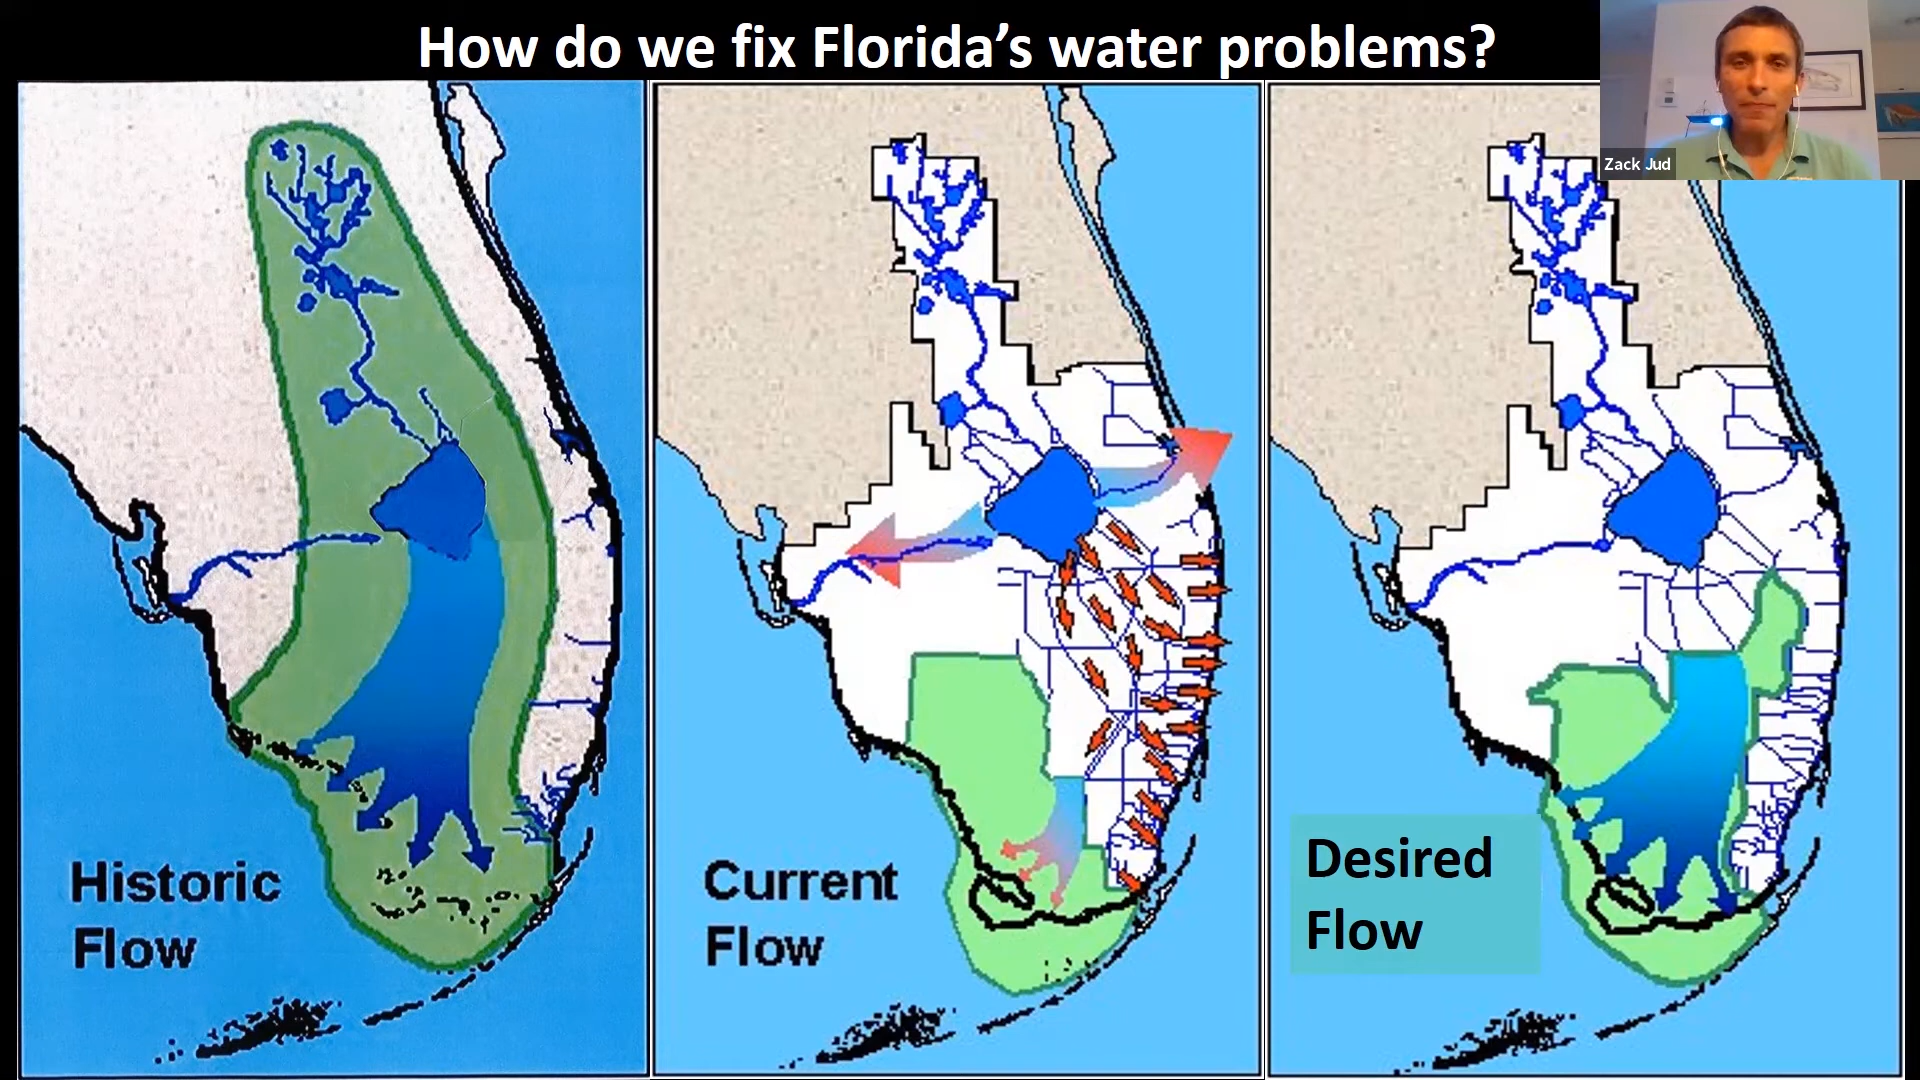 How do we fix Florida's water problems?
Zack Jud
Historic
Flow
Current
Flow
Desired
Flow